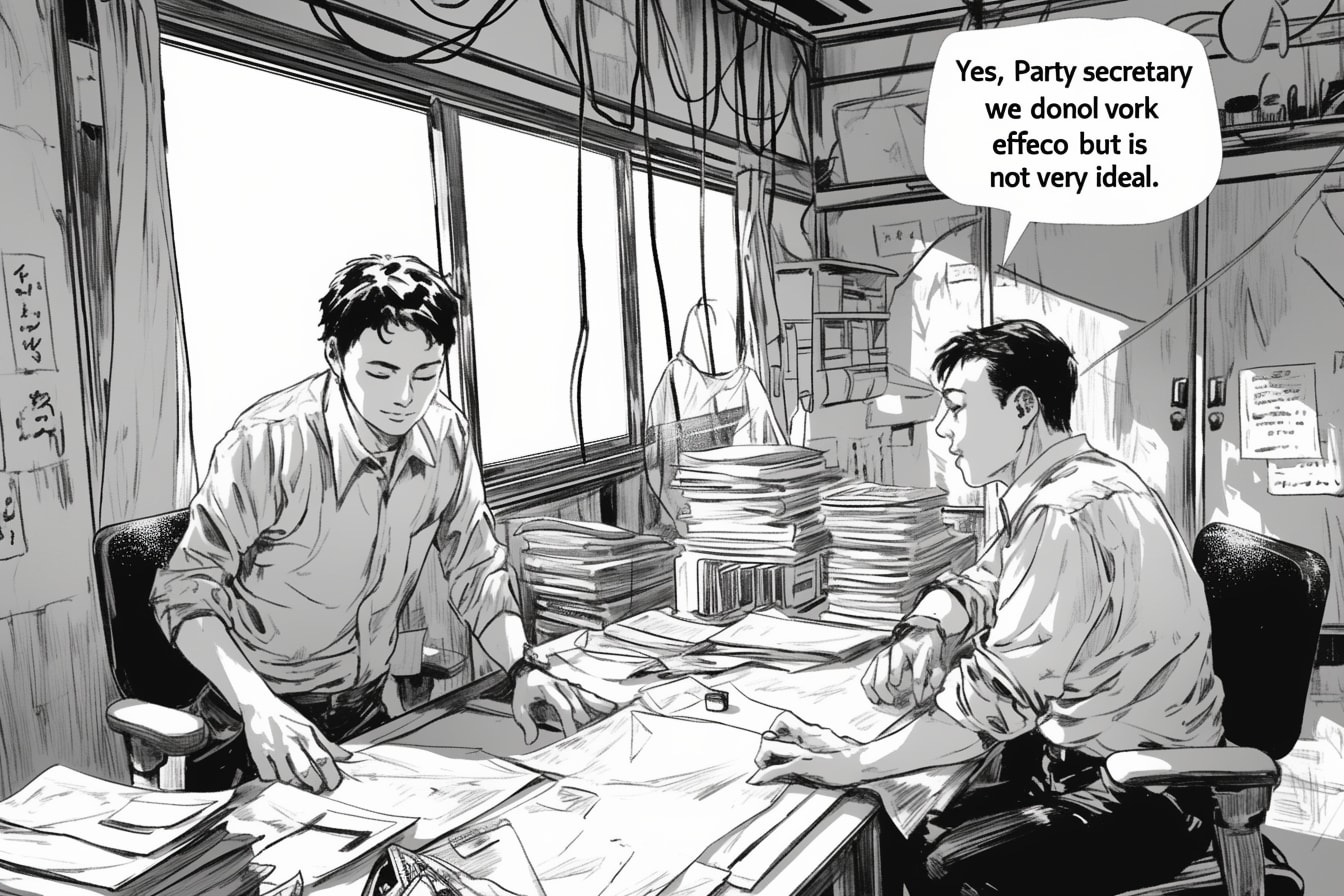 Yes, Party secretary
we donol vork
effeco but is
not very ideal.